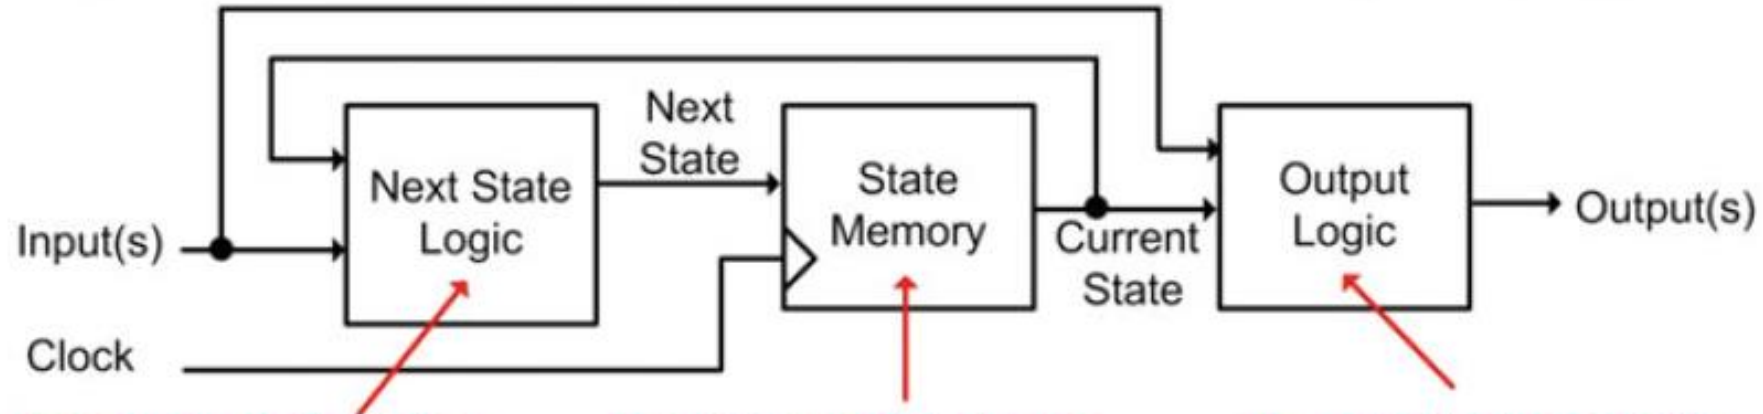 Next
State
Next State
Logic
State
Memory
Output
Logic
Input(s)
Output(s)
Current
State
Clock